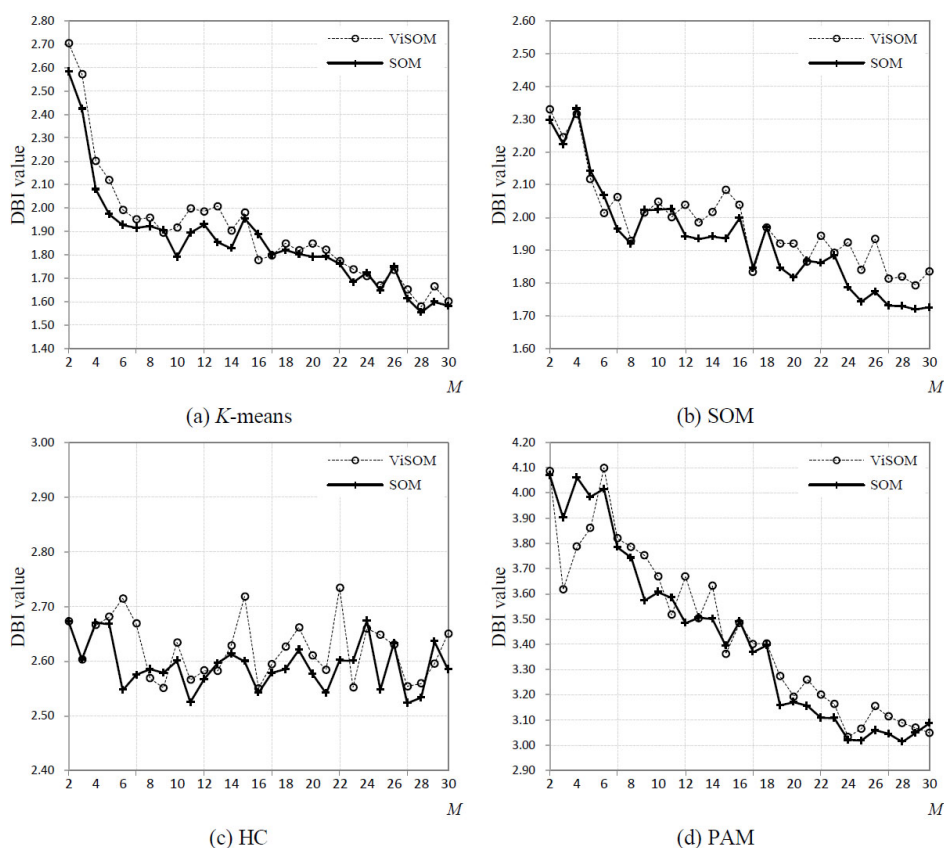 2.80
2.70
2.60
2.50
2.40
2.30
2.20
2.10
2.00
1.90
1.80
1.70
1.60
1.50
1.40
DBI value
ViSOM
SOM
2 4 6 8 10 12 14 16 18 20 22 24 26 28 30
M
(a) K-means
2.60
2.50
2.40
2.30
2.20
2.10
2.00
1.90
1.80
1.70
1.60
DBI value
ViSOM
SOM
2 4 6 8 10 12 14 16 18 20 22 24 26 28 30
M
(b) SOM
3.00
2.90
2.80
2.70
2.60
2.50
2.40
DBI value
ViSOM
SOM
2 4 6 8 10 12 14 16 18 20 22 24 26 28 30
M
(c) HC
4.20
4.10
4.00
3.90
3.80
3.70
3.60
3.50
3.40
3.30
3.20
3.10
3.00
2.90
DBI value
ViSOM
SOM
2 4 6 8 10 12 14 16 18 20 22 24 26 28 30
M
(d) PAM